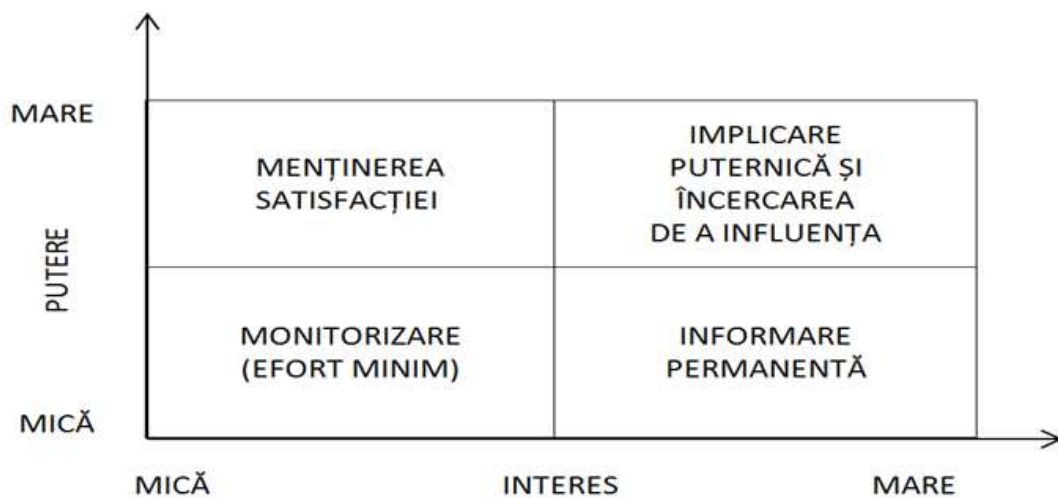 MARE
MENȚINEREA
SATISFACȚIEI
IMPLICARE
PUTERNICĂ ȘI
ÎNCERCAREA
DE A INFLUENȚA
PUTERE
MONITORIZARE
(EFORT MINIM)
INFORMARE
PERMANENTĂ
MICĂ
MICĂ
INTERES
MARE